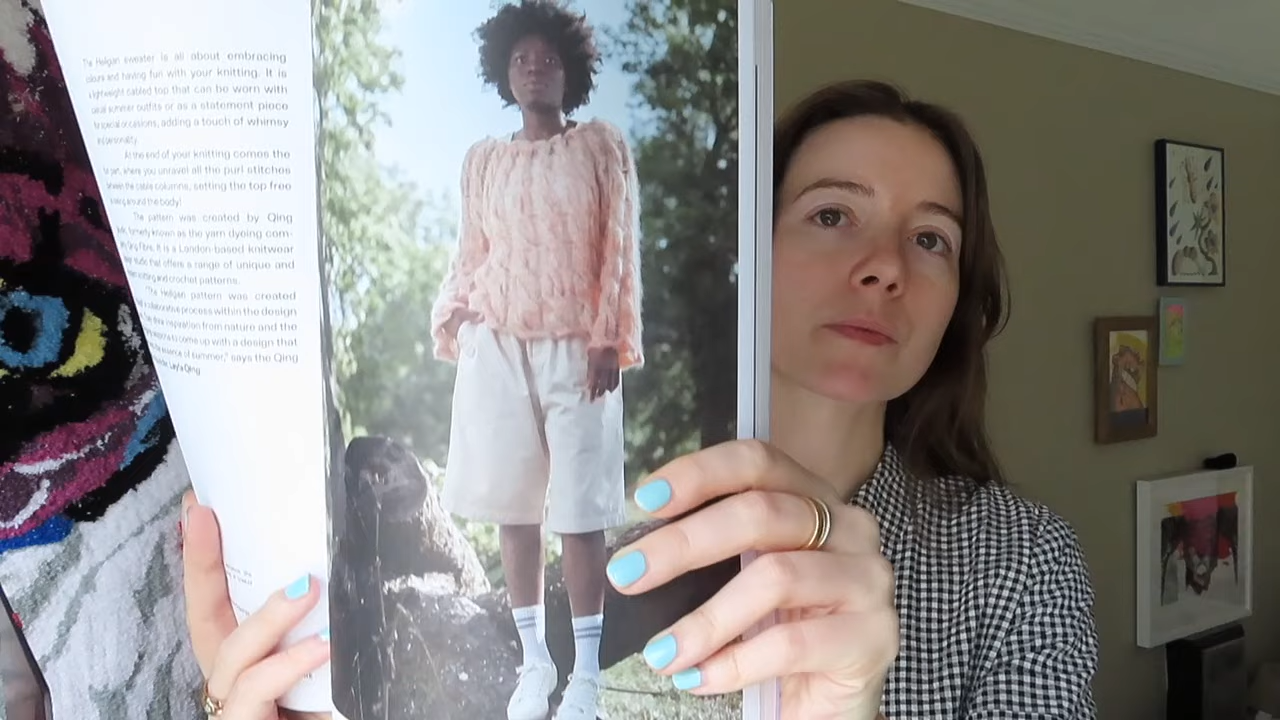 The Heligan sweater is all about embracing
colours and having fun with your knitting. It is
a lightweight cabled top that can be worn with
casual summer outfits or as a statement piece
for special occasions, adding a touch of whimsy
and personality.
At the end of your knitting comes the
part, where you unravel all the purl stitches
between the cable columns, setting the top free
swing around the body!
The pattern was created by Qing
formerly known as the yarn dyeing com-
Qing Fibre. It is a London-based knitwear
studio that offers a range of unique and
knitting and crochet patterns.
"The Heligan pattern was created
a collaborative process within the design
inspiration from nature and the
to come up with a design that
essence of summer," says the Qing
Layla Qing.